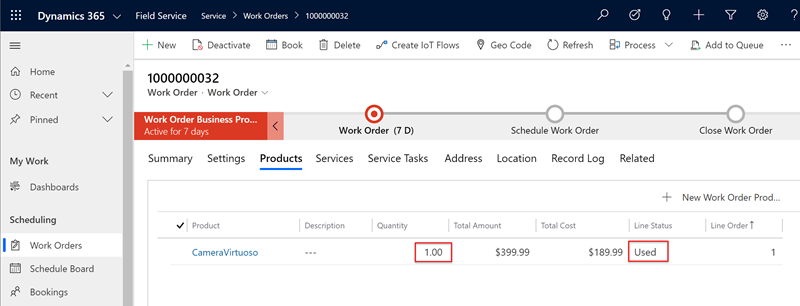 Dynamics 365 Field Service Service > Work Orders > 1000000032
+ New Deactivate Book Delete Create IoT Flows Geo Code Refresh Process Add to Queue
Home
Recent
Pinned
My Work
Dashboards
Scheduling
Work Orders
Schedule Board
Bookings
1000000032
Work Order · Work Order
Work Order Business Pro...
Active for 7 days
Work Order (7 D) Schedule Work Order Close Work Order
Summary Settings Products Services Service Tasks Address Location Record Log Related
+ New Work Order Prod...
Product Description Quantity Total Amount Total Cost Line Status Line Order↑
CameraVirtuoso --- 1.00 $399.99 $189.99 Used 1